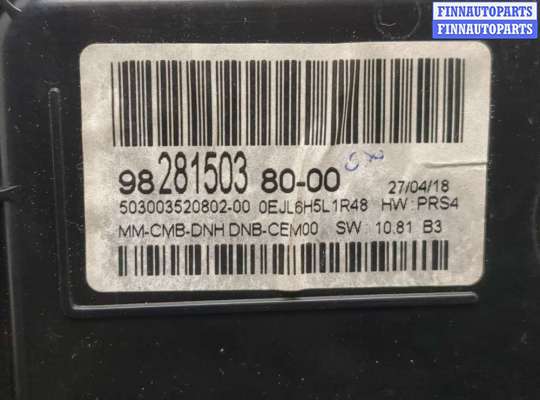 FINNAUTOPARTS
FINNAUTOPARTS
98 281503 80-00 27/04/18
503003520802-00 0EJL6H5L1R48 HW : PRS4
MM-CMB-DNH DNB-CEM00 SW : 10.81 B3